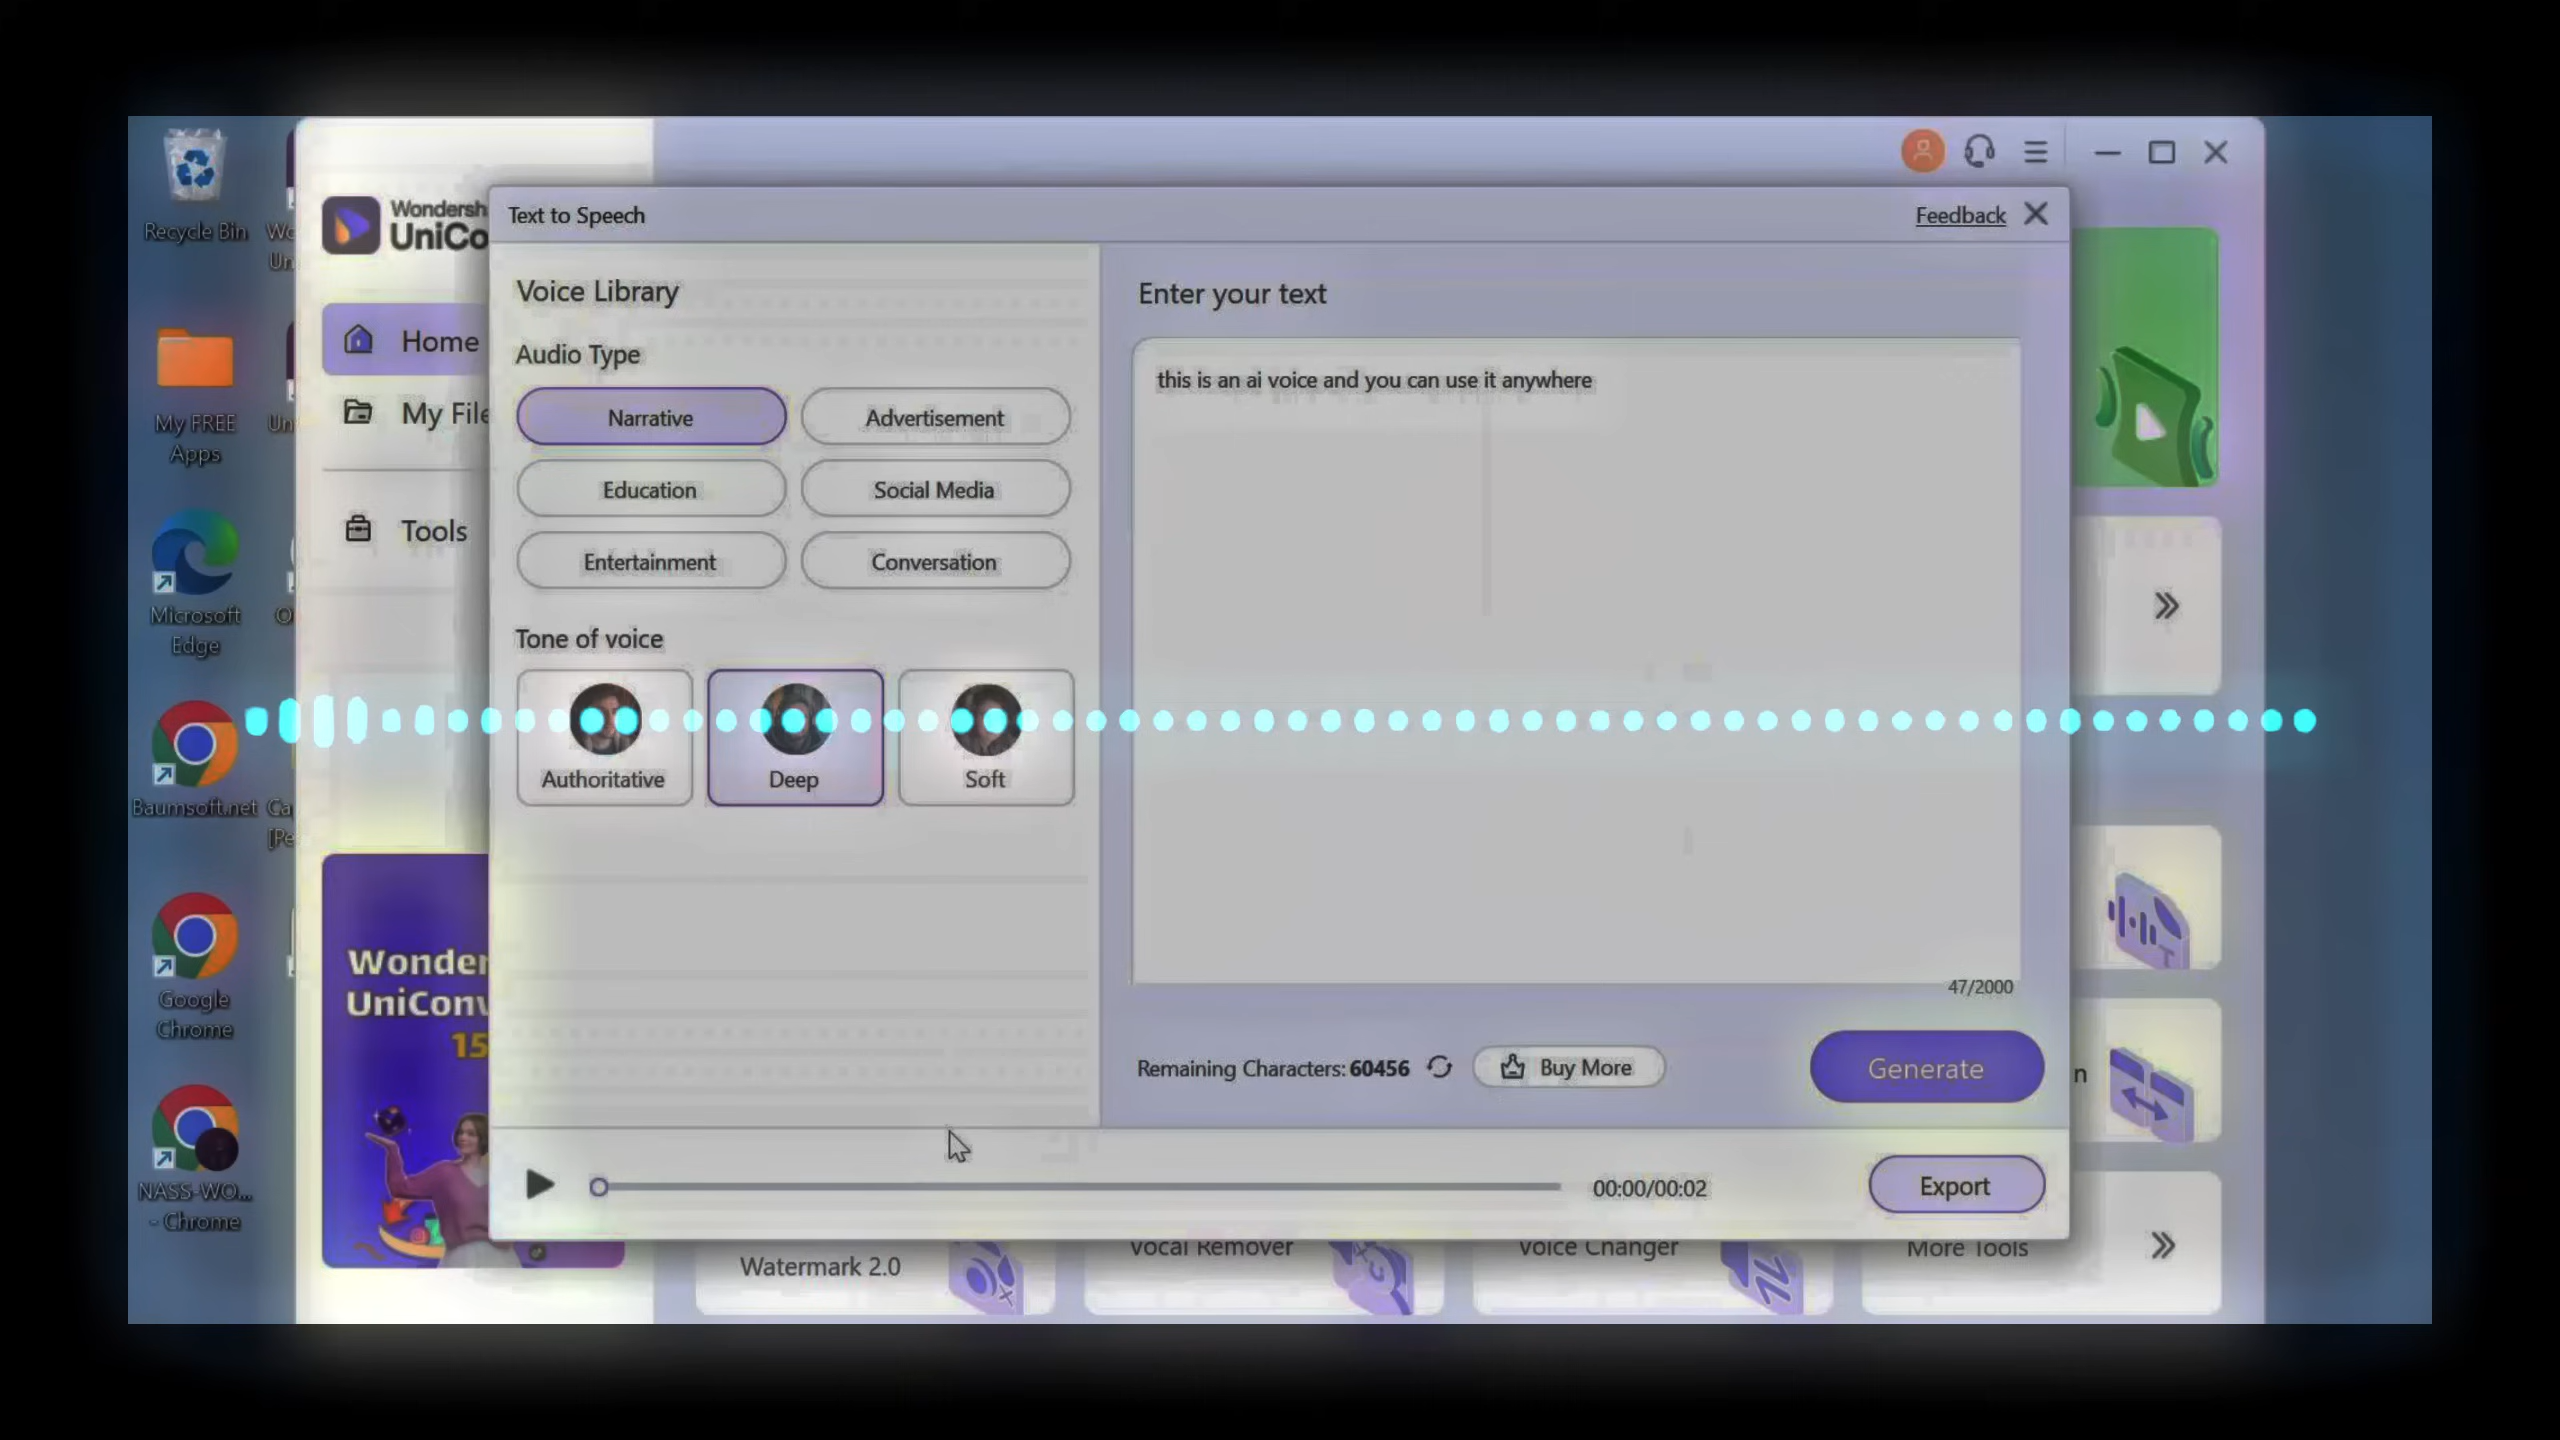 Recycle Bin
My FREE
Apps
Microsoft
Edge
Baumsoft.net
Google
Chrome
NASS-WO...
- Chrome
Wondersh
UniCo
Home
My File
Tools
Wonder
UniConv
15
Text to Speech
Feedback
Voice Library
Audio Type
Narrative
Advertisement
Education
Social Media
Entertainment
Conversation
Tone of voice
Authoritative
Deep
Soft
Enter your text
this is an ai voice and you can use it anywhere
47/2000
Remaining Characters: 60456
Buy More
Generate
00:00/00:02
Export
Watermark 2.0
Vocal Remover
Voice Changer
More Tools